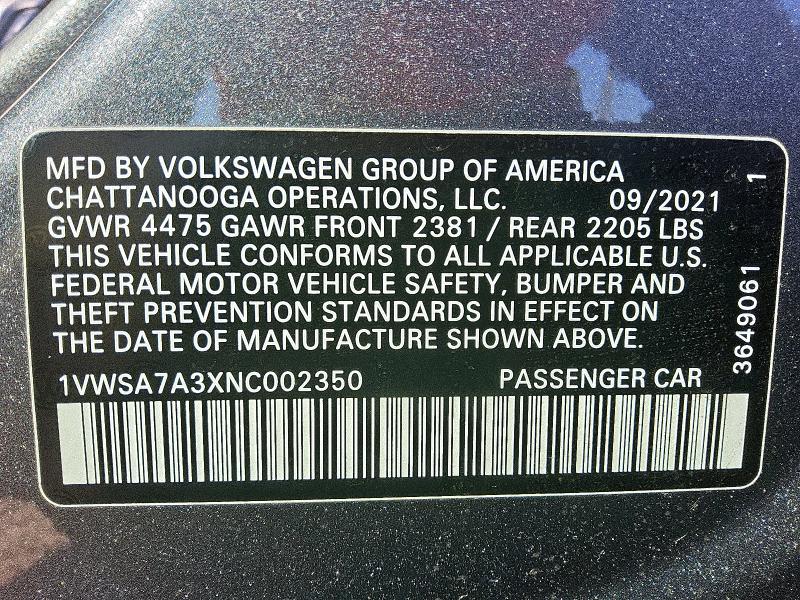 MFD BY VOLKSWAGEN GROUP OF AMERICA
CHATTANOOGA OPERATIONS, LLC. 09/2021
GVWR 4475 GAWR FRONT 2381 / REAR 2205 LBS
THIS VEHICLE CONFORMS TO ALL APPLICABLE U.S.
FEDERAL MOTOR VEHICLE SAFETY, BUMPER AND
THEFT PREVENTION STANDARDS IN EFFECT ON
THE DATE OF MANUFACTURE SHOWN ABOVE.
1VWSA7A3XNC002350 PASSENGER CAR
3649061 1